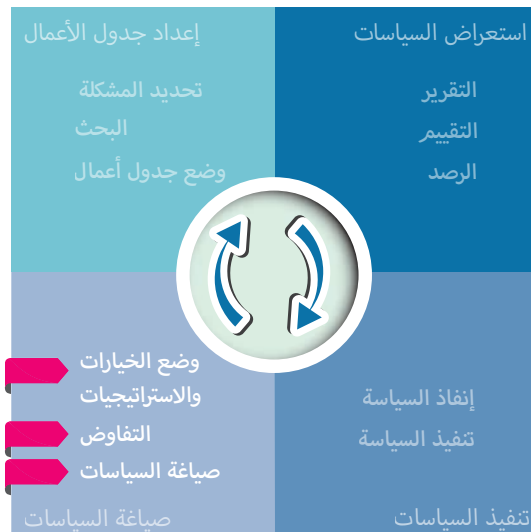 استعراض السياسات
التقرير
التقييم
الرصد
إعداد جدول الأعمال
تحديد المشكلة
البحث
وضع جدول أعمال
إنفاذ السياسة
تنفيذ السياسة
تنفيذ السياسات
وضع الخيارات
والاستراتيجيات
التفاوض
صياغة السياسات
صياغة السياسات